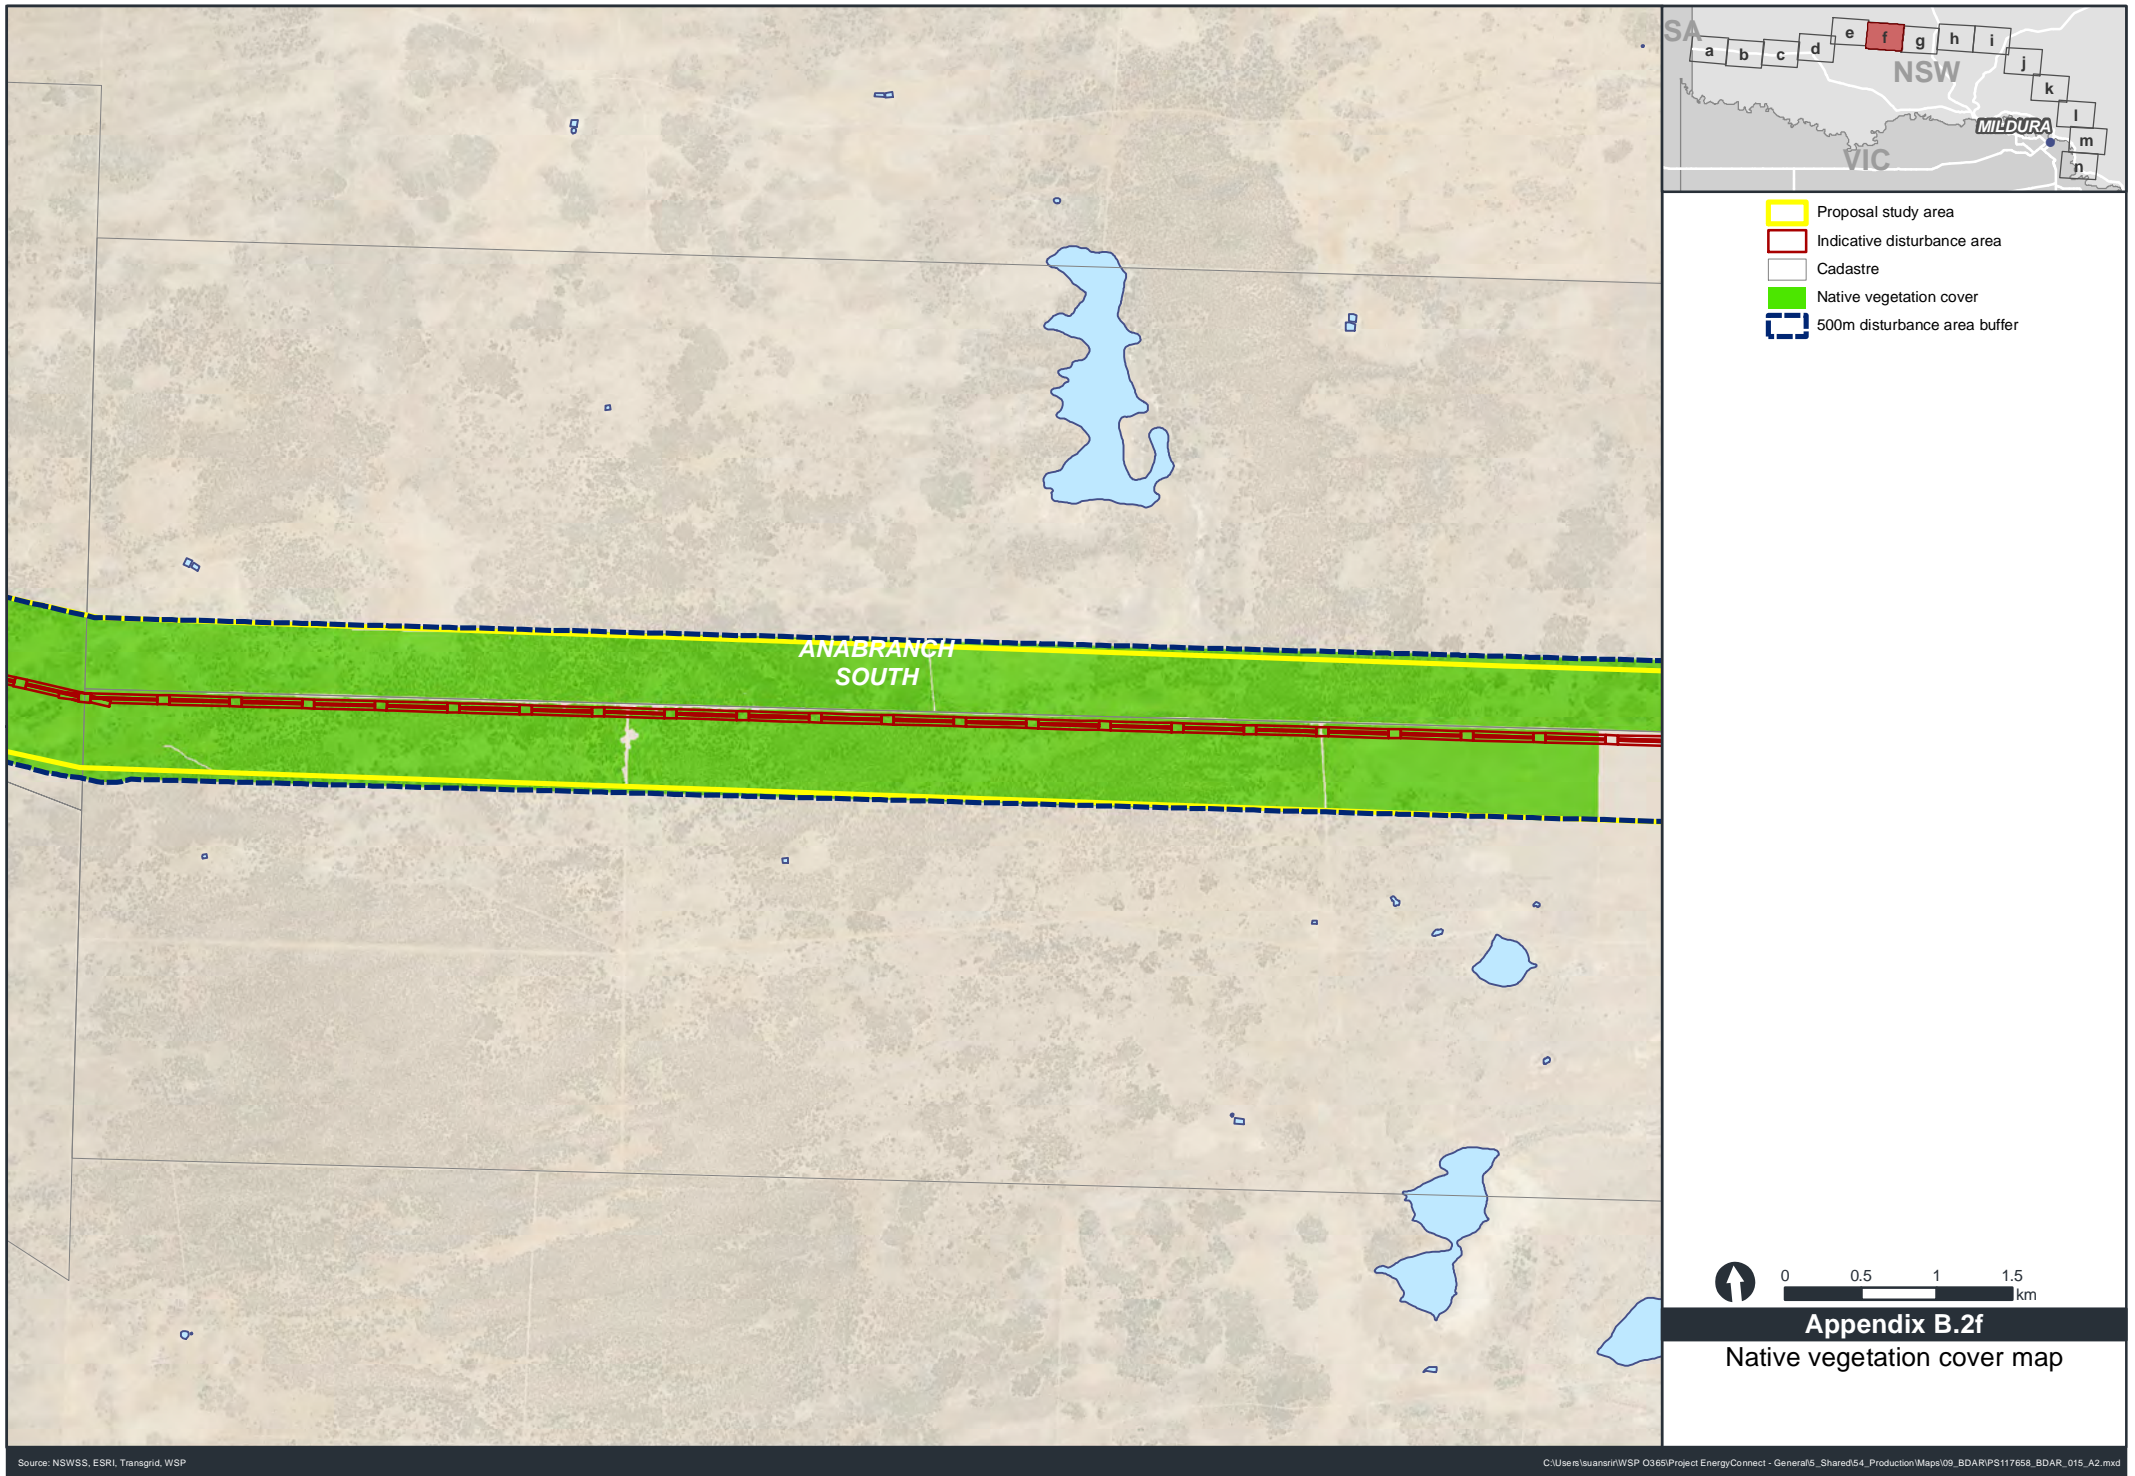 SA
a
b
c
d
e
f
g
h
i
j
k
l
m
n
NSW
MILDURA
VIC
Proposal study area
Indicative disturbance area
Cadastre
Native vegetation cover
500m disturbance area buffer
ANABRANCH
SOUTH
0 0.5 1 1.5
km
Appendix B.2f
Native vegetation cover map
Source: NSWSS, ESRI, Transgrid, WSP
C:\Users\suansrir\WSP O365\Project EnergyConnect - General\5_Shared\54_Production\Maps\09_BDAR\PS117658_BDAR_015_A2.mxd